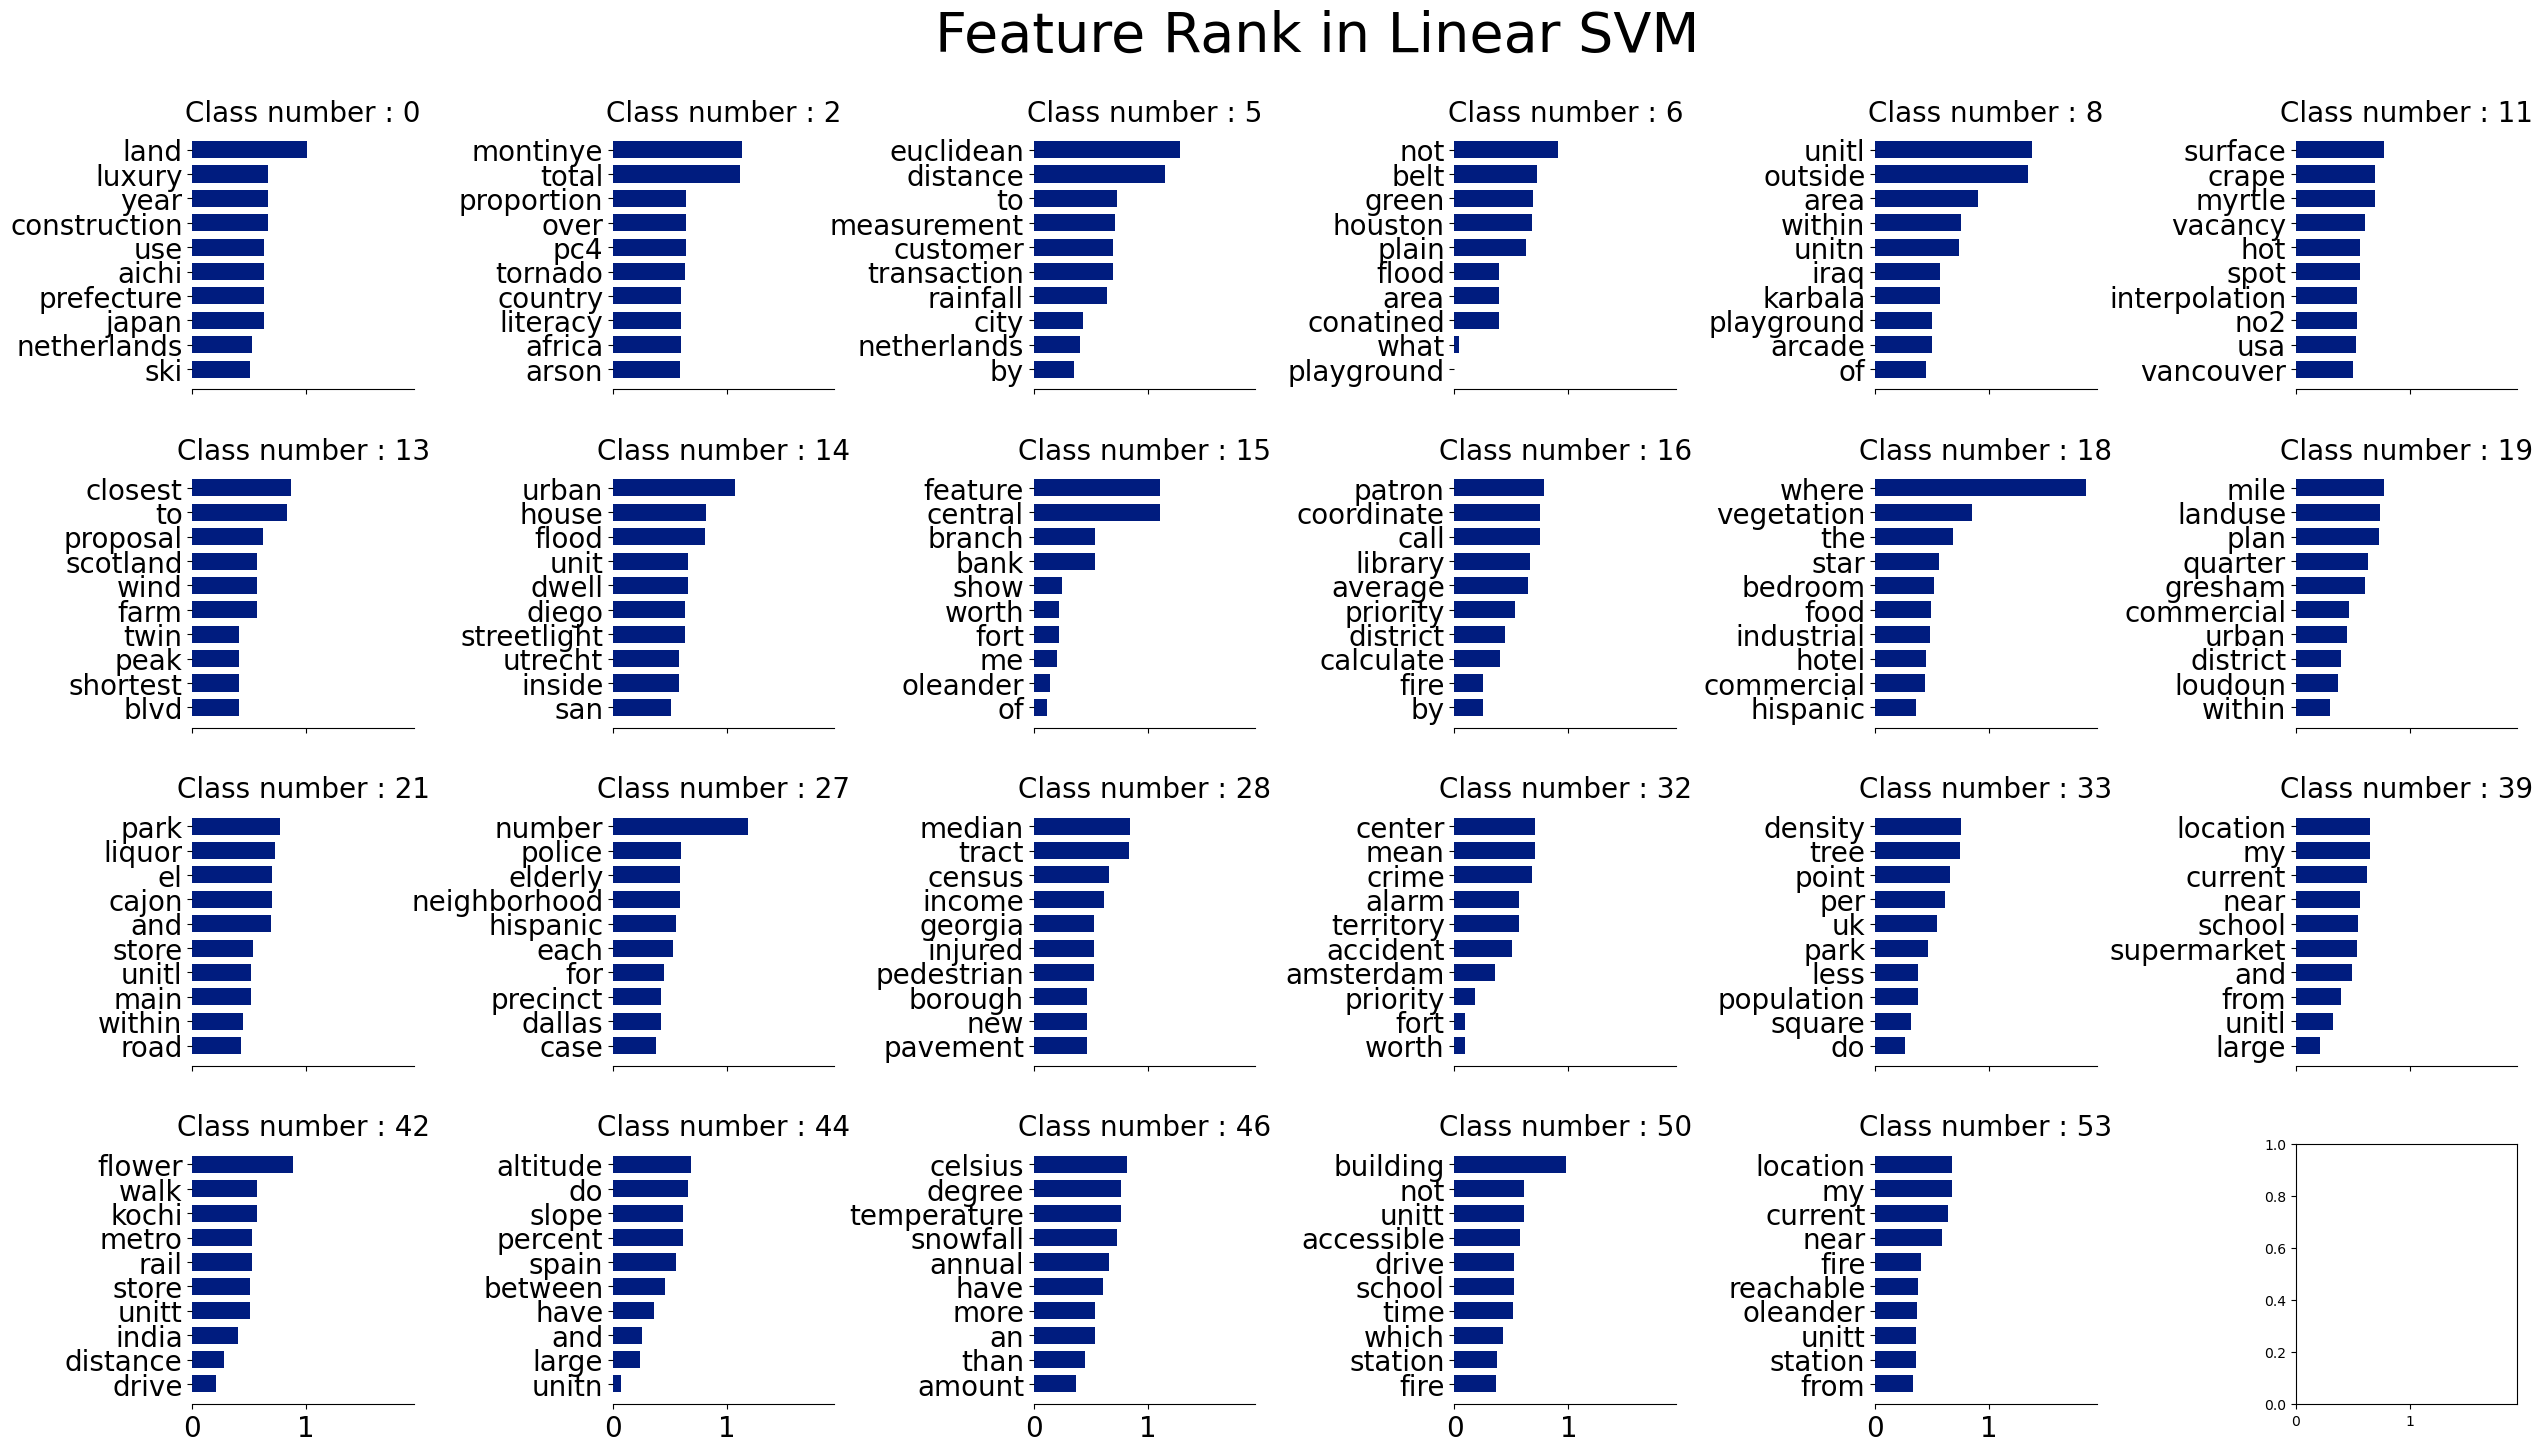 Feature Rank in Linear SVM
Class number : 0
land
luxury
year
construction
use
aichi
prefecture
japan
netherlands
ski
Class number : 2
montinye
total
proportion
over
pc4
tornado
country
literacy
africa
arson
Class number : 5
euclidean
distance
to
measurement
customer
transaction
rainfall
city
netherlands
by
Class number : 6
not
belt
green
houston
plain
flood
area
conatined
what
playground
Class number : 8
unitl
outside
area
within
unitn
iraq
karbala
playground
arcade
of
Class number : 11
surface
crape
myrtle
vacancy
hot
spot
interpolation
no2
usa
vancouver
Class number : 13
closest
to
proposal
scotland
wind
farm
twin
peak
shortest
blvd
Class number : 14
urban
house
flood
unit
dwell
diego
streetlight
utrecht
inside
san
Class number : 15
feature
central
branch
bank
show
worth
fort
me
oleander
of
Class number : 16
patron
coordinate
call
library
average
priority
district
calculate
fire
by
Class number : 18
where
vegetation
the
star
bedroom
food
industrial
hotel
commercial
hispanic
Class number : 19
mile
landuse
plan
quarter
gresham
commercial
urban
district
loudoun
within
Class number : 21
park
liquor
el
cajon
and
store
unitl
main
within
road
Class number : 27
number
police
elderly
neighborhood
hispanic
each
for
precinct
dallas
case
Class number : 28
median
tract
census
income
georgia
injured
pedestrian
borough
new
pavement
Class number : 32
center
mean
crime
alarm
territory
accident
amsterdam
priority
fort
worth
Class number : 33
density
tree
point
per
uk
park
less
population
square
do
Class number : 39
location
my
current
near
school
supermarket
and
from
unitl
large
Class number : 42
flower
walk
kochi
metro
rail
store
unitt
india
distance
drive
0 1
Class number : 44
altitude
do
slope
percent
spain
between
have
and
large
unitn
0 1
Class number : 46
celsius
degree
temperature
snowfall
annual
have
more
an
than
amount
0 1
Class number : 50
building
not
unitt
accessible
drive
school
time
which
station
fire
0 1
Class number : 53
location
my
current
near
fire
reachable
oleander
unitt
station
from
0 1
1.0
0.8
0.6
0.4
0.2
0.0
0 1